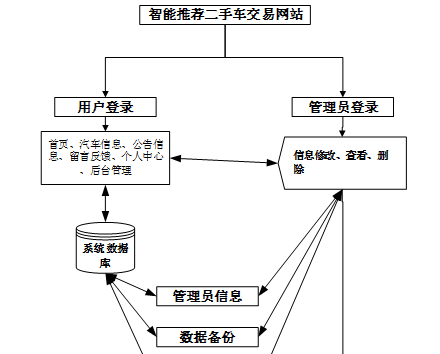 智能推荐二手车交易网站
用户登录
管理员登录
首页、汽车信息、公告信
息、留言反馈、个人中心
、后台管理
信息修改、查看、删
除
系统数据
库
管理员信息
数据备份